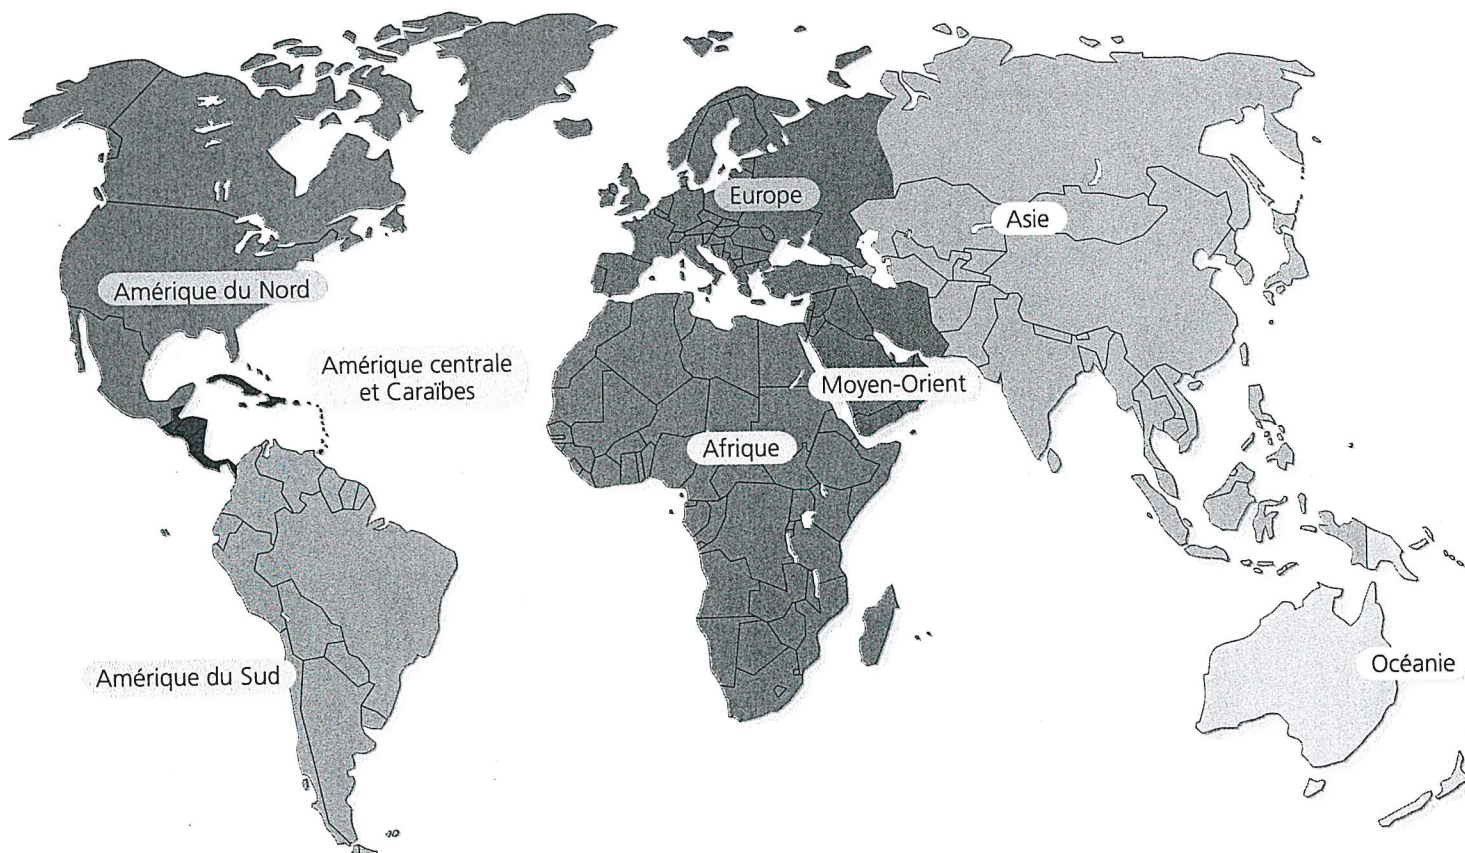 Europe
Asie
Amérique du Nord
Amérique centrale
et Caraïbes
Moyen-Orient
Afrique
Océanie
Amérique du Sud